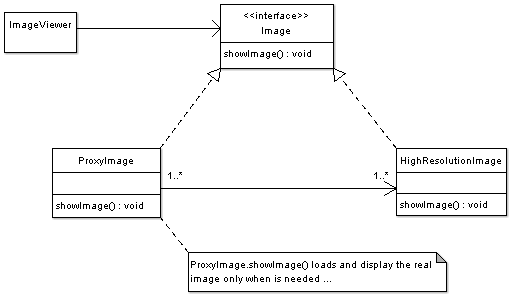 ImageViewer
<<interface>>
Image
showImage() : void
ProxyImage
HighResolutionImage
1..*
1..*
showImage() : void
showImage() : void
ProxyImage.showImage() loads and display the real
image only when is needed ...